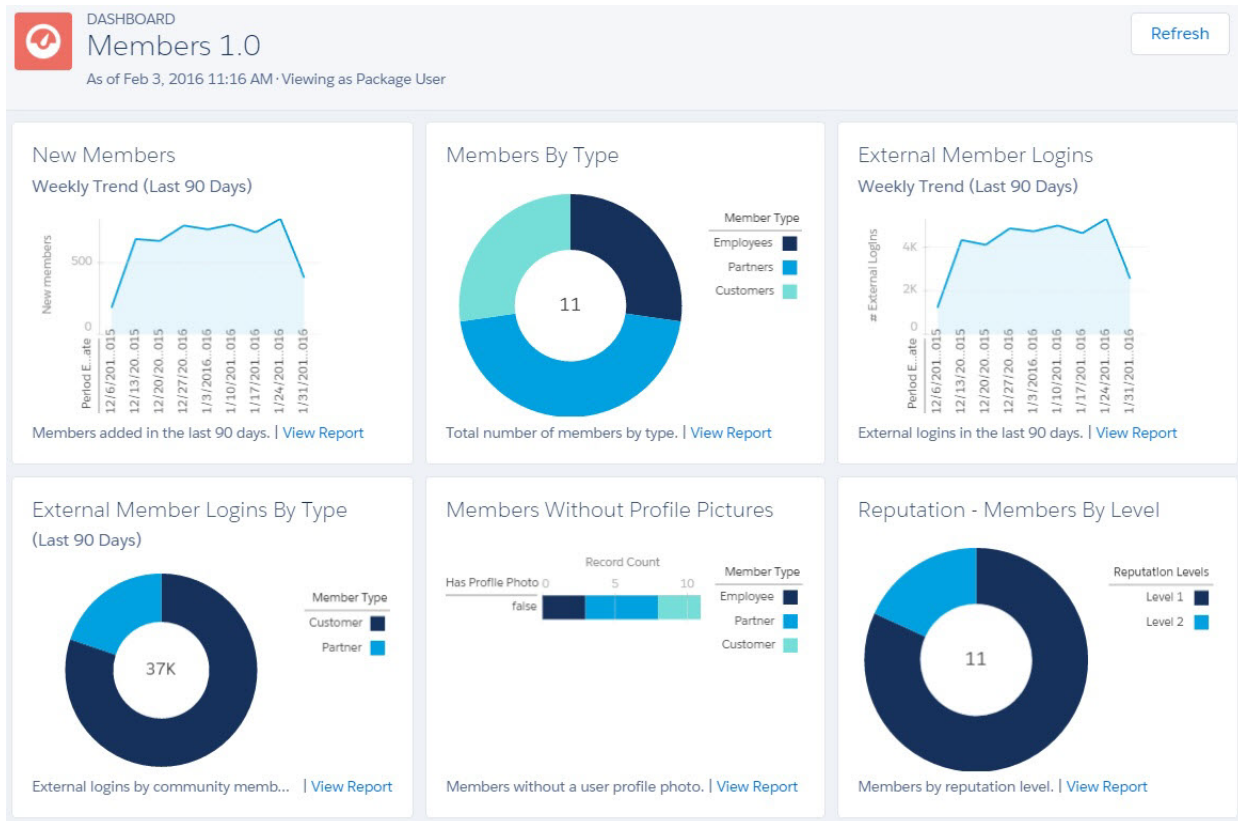 DASHBOARD
Members 1.0
As of Feb 3, 2016 11:16 AM · Viewing as Package User
Refresh
New Members
Weekly Trend (Last 90 Days)
New members
500
0
Period E...ate
12/6/201...015
12/13/20...015
12/20/20...015
12/27/20...016
1/3/2016...016
1/10/201...016
1/17/201...016
1/24/201...016
1/31/201...016
Members added in the last 90 days. | View Report
Members By Type
11
Member Type
Employees
Partners
Customers
Total number of members by type. | View Report
External Member Logins
Weekly Trend (Last 90 Days)
# External Logins
4K
2K
0
Period E...ate
12/6/201...015
12/13/20...015
12/20/20...015
12/27/20...016
1/3/2016...016
1/10/201...016
1/17/201...016
1/24/201...016
1/31/201...016
External logins in the last 90 days. | View Report
External Member Logins By Type
(Last 90 Days)
37K
Member Type
Customer
Partner
External logins by community memb... | View Report
Members Without Profile Pictures
Record Count
Has Profile Photo 0 5 10
false
Member Type
Employee
Partner
Customer
Members without a user profile photo. | View Report
Reputation - Members By Level
11
Reputation Levels
Level 1
Level 2
Members by reputation level. | View Report